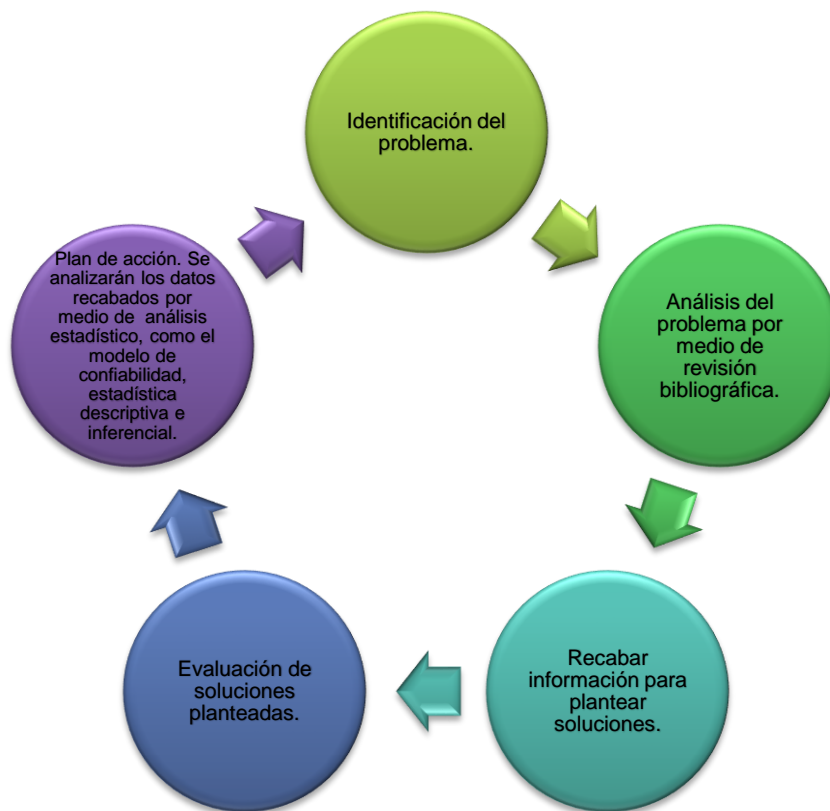 Identificación del
problema.
Análisis del
problema por
medio de
revisión
bibliográfica.
Recabar
información para
plantear
soluciones.
Evaluación de
soluciones
planteadas.
Plan de acción. Se
analizarán los datos
recabados por
medio de análisis
estadístico, como el
modelo de
confiabilidad,
estadística
descriptiva e
inferencial.